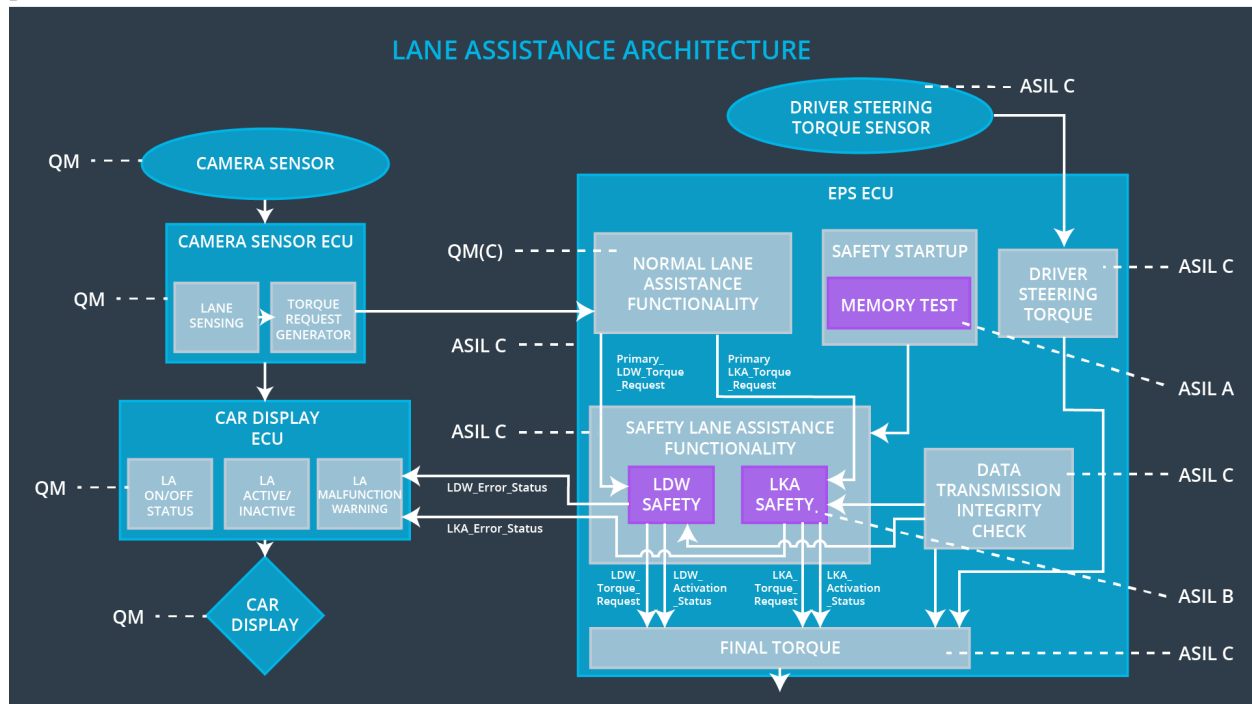 LANE ASSISTANCE ARCHITECTURE
ASIL C
DRIVER STEERING
TORQUE SENSOR
QM
CAMERA SENSOR
EPS ECU
CAMERA SENSOR ECU
QM(C)
NORMAL LANE
ASSISTANCE
FUNCTIONALITY
SAFETY STARTUP
MEMORY TEST
DRIVER
STEERING
TORQUE
ASIL C
QM
LANE
SENSING
TORQUE
REQUEST
GENERATOR
ASIL C
Primary_
LDW_Torque
_Request
Primary
LKA_Torque
_Request
ASIL A
CAR DISPLAY
ECU
ASIL C
SAFETY LANE ASSISTANCE
FUNCTIONALITY
QM
LA
ON/OFF
STATUS
LA
ACTIVE/
INACTIVE
LA
MALFUNCTION
WARNING
LDW_Error_Status
LKA_Error_Status
LDW
SAFETY
LKA
SAFETY
DATA
TRANSMISSION
INTEGRITY
CHECK
ASIL C
LDW_
Torque_
Request
LDW_
Activation
_Status
LKA_
Torque_
Request
LKA_
Activation
_Status
ASIL B
QM
CAR
DISPLAY
FINAL TORQUE
ASIL C